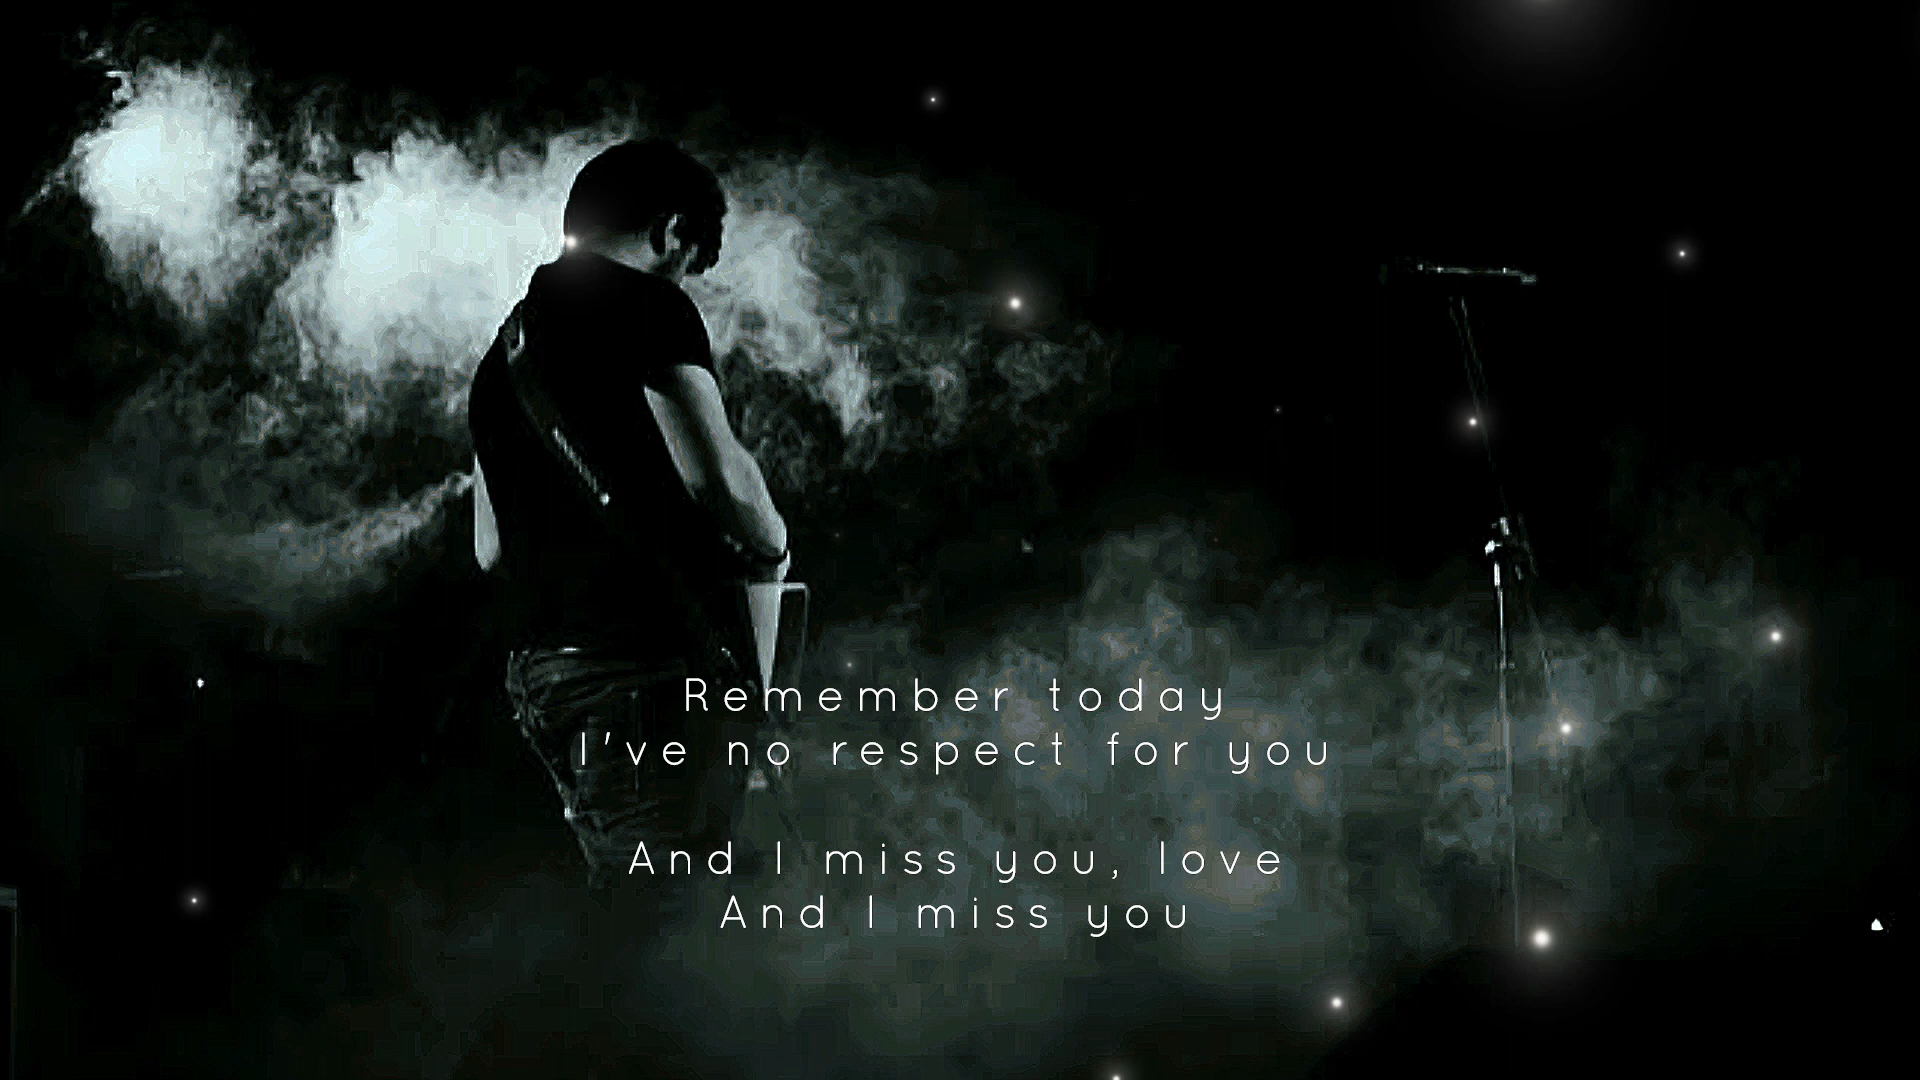 Remember today
I've no respect for you
And I miss you, love
And I miss you